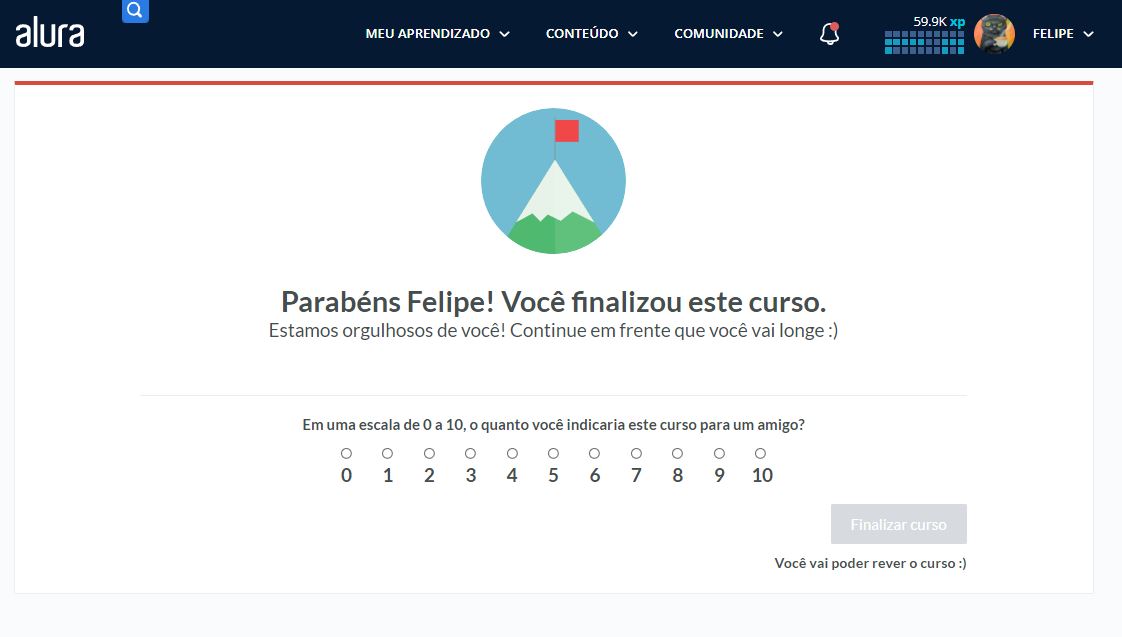 alura
MEU APRENDIZADO
CONTEÚDO
COMUNIDADE
59.9K xp
FELIPE
Parabéns Felipe! Você finalizou este curso.
Estamos orgulhosos de você! Continue em frente que você vai longe :)
Em uma escala de 0 a 10, o quanto você indicaria este curso para um amigo?
0 1 2 3 4 5 6 7 8 9 10
Finalizar curso
Você vai poder rever o curso :)